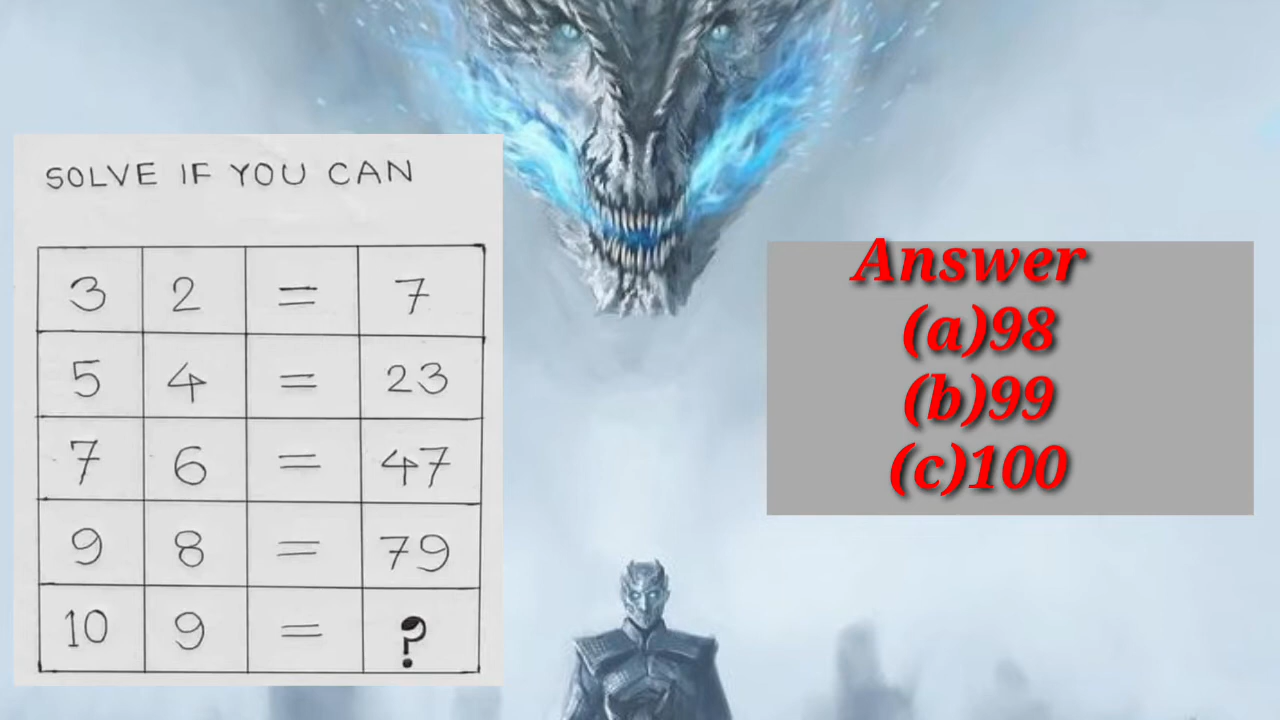 SOLVE IF YOU CAN
3 2 = 7
5 4 = 23
7 6 = 47
9 8 = 79
10 9 = ?
Answer
(a)98
(b)99
(c)100